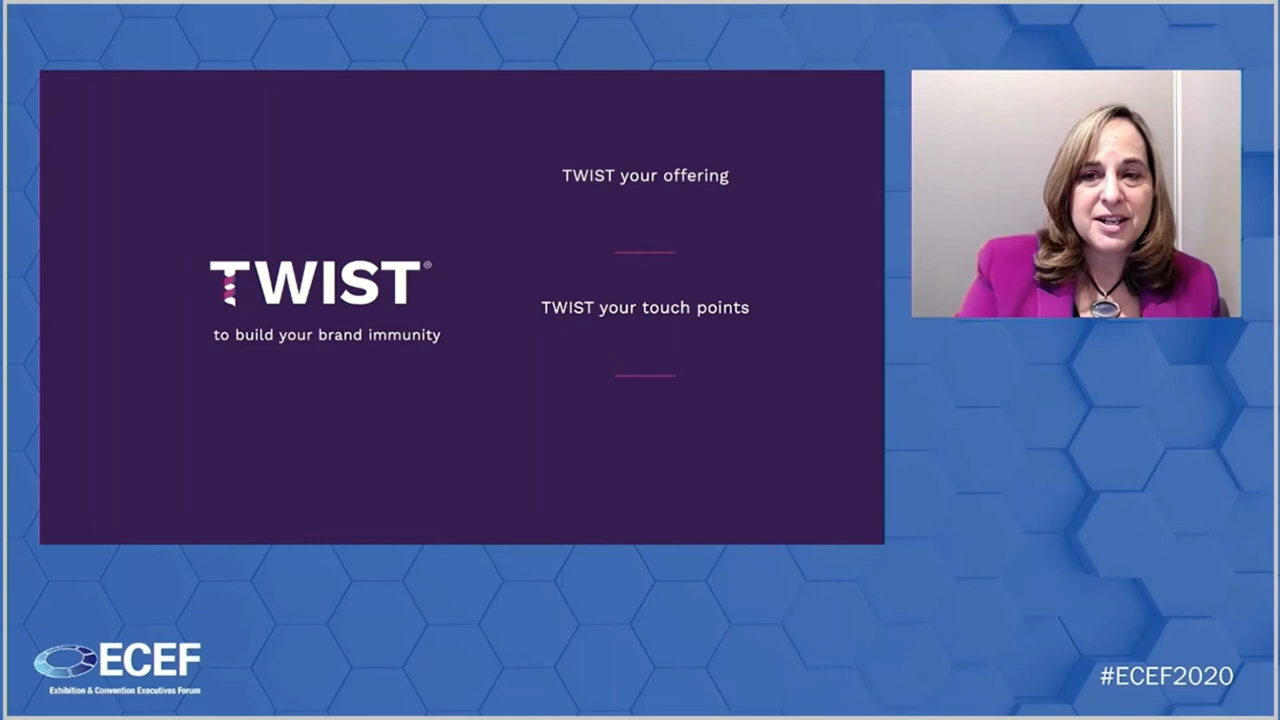 TWIST®
to build your brand immunity
TWIST your offering
TWIST your touch points
ECEF
Exhibition & Convention Executives Forum
#ECEF2020